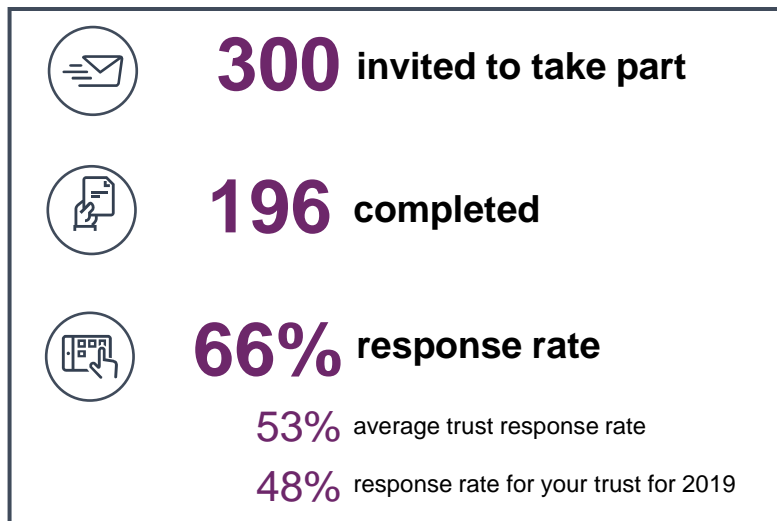 300 invited to take part
196 completed
66% response rate
53% average trust response rate
48% response rate for your trust for 2019